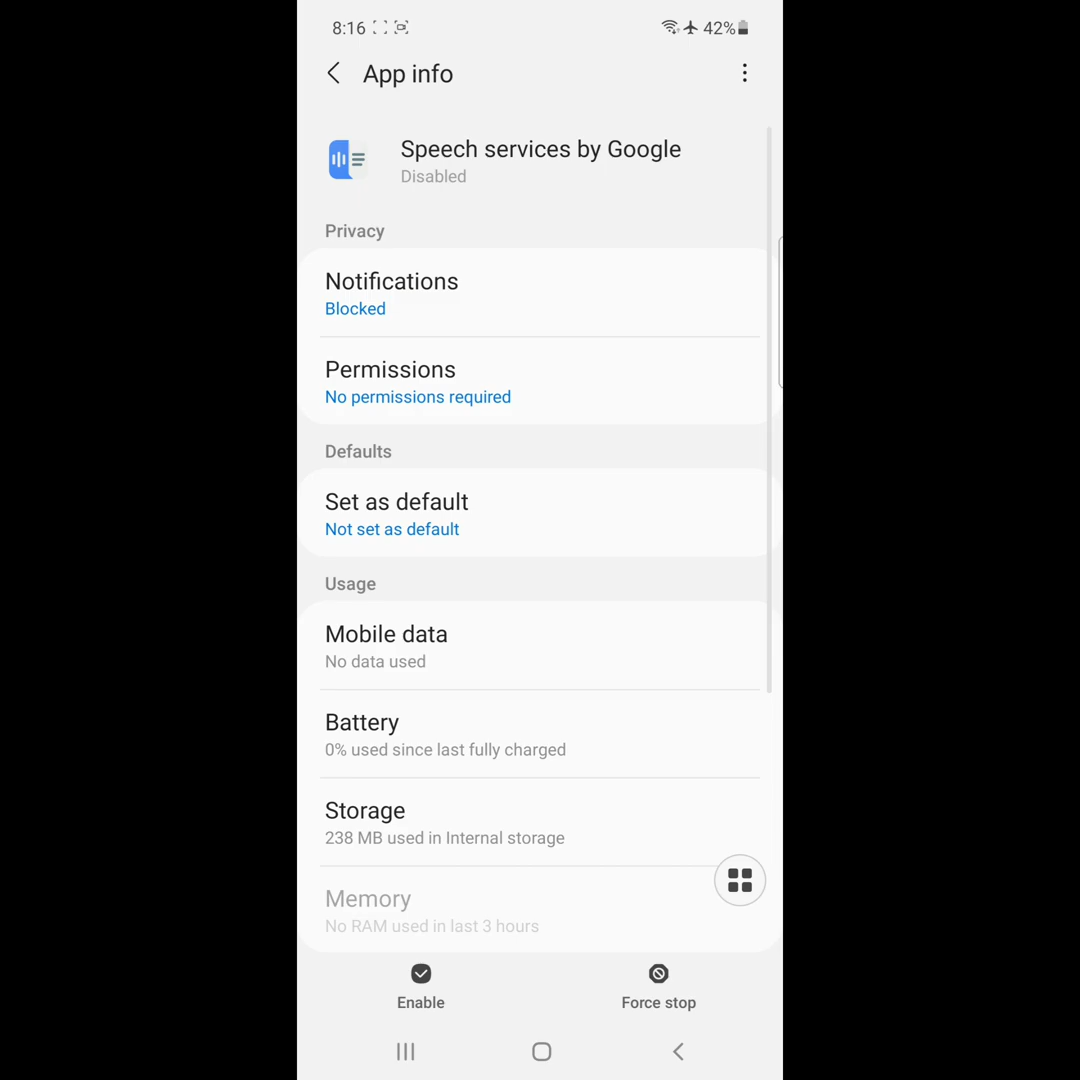 8:16 42%
App info
Speech services by Google
Disabled
Privacy
Notifications
Blocked
Permissions
No permissions required
Defaults
Set as default
Not set as default
Usage
Mobile data
No data used
Battery
0% used since last fully charged
Storage
238 MB used in Internal storage
Memory
No RAM used in last 3 hours
Enable Force stop